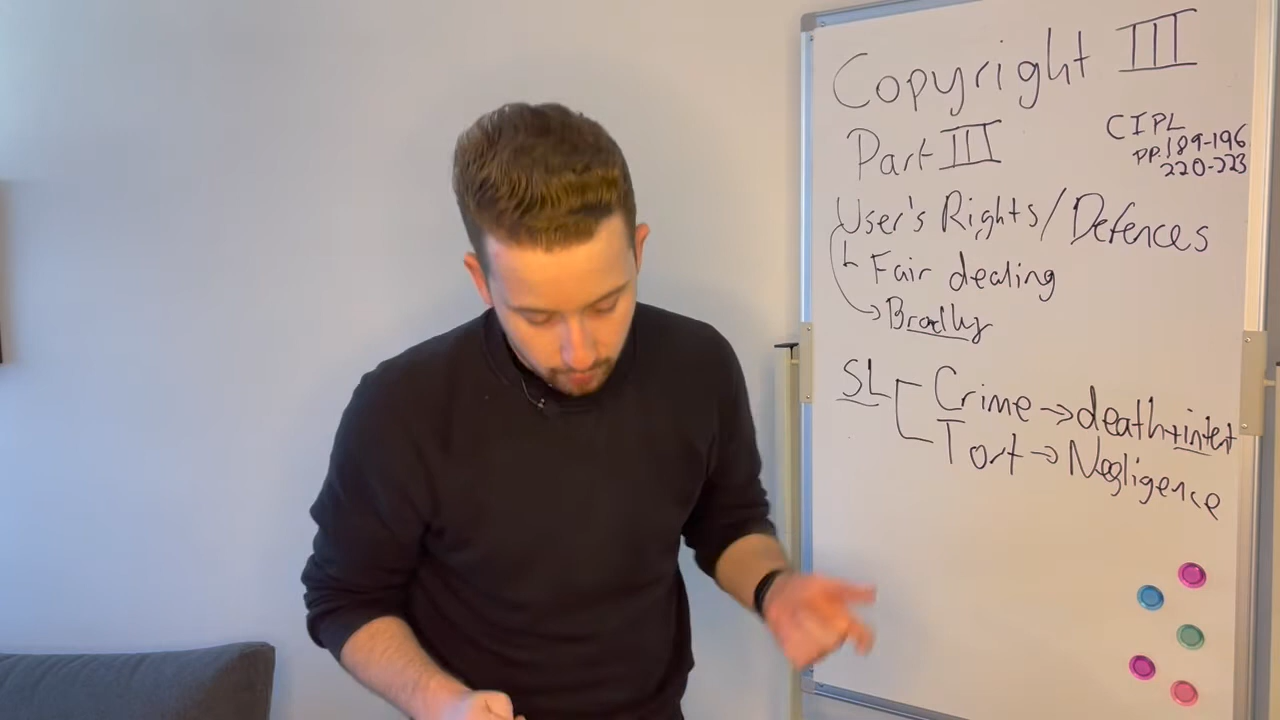 Copyright III
Part III
CIPL
pp.189-196
220-223
User's Rights/Defences
Fair dealing
Broadly
SL
Crime → death+intent
Tort → Negligence